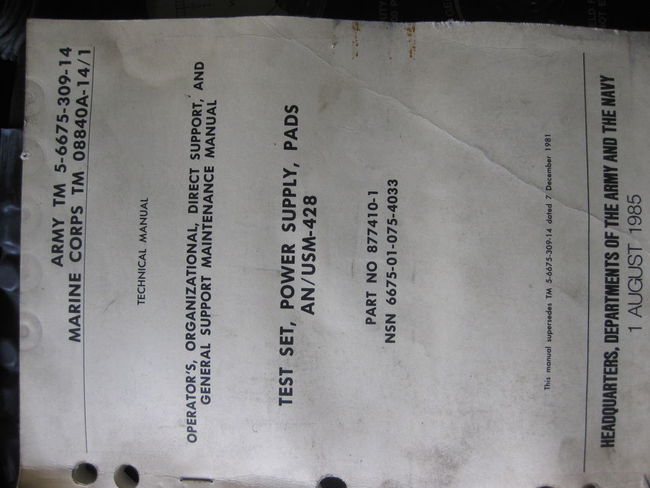 ARMY TM 5-6675-309-14
MARINE CORPS TM 08840A-14/1
TECHNICAL MANUAL
OPERATOR'S, ORGANIZATIONAL, DIRECT SUPPORT, AND
GENERAL SUPPORT MAINTENANCE MANUAL
TEST SET, POWER SUPPLY, PADS
AN/USM-428
PART NO 877410-1
NSN 6675-01-075-4033
This manual supersedes TM 5-6675-309-14 dated 7 December 1981
HEADQUARTERS, DEPARTMENTS OF THE ARMY AND THE NAVY
1 AUGUST 1985